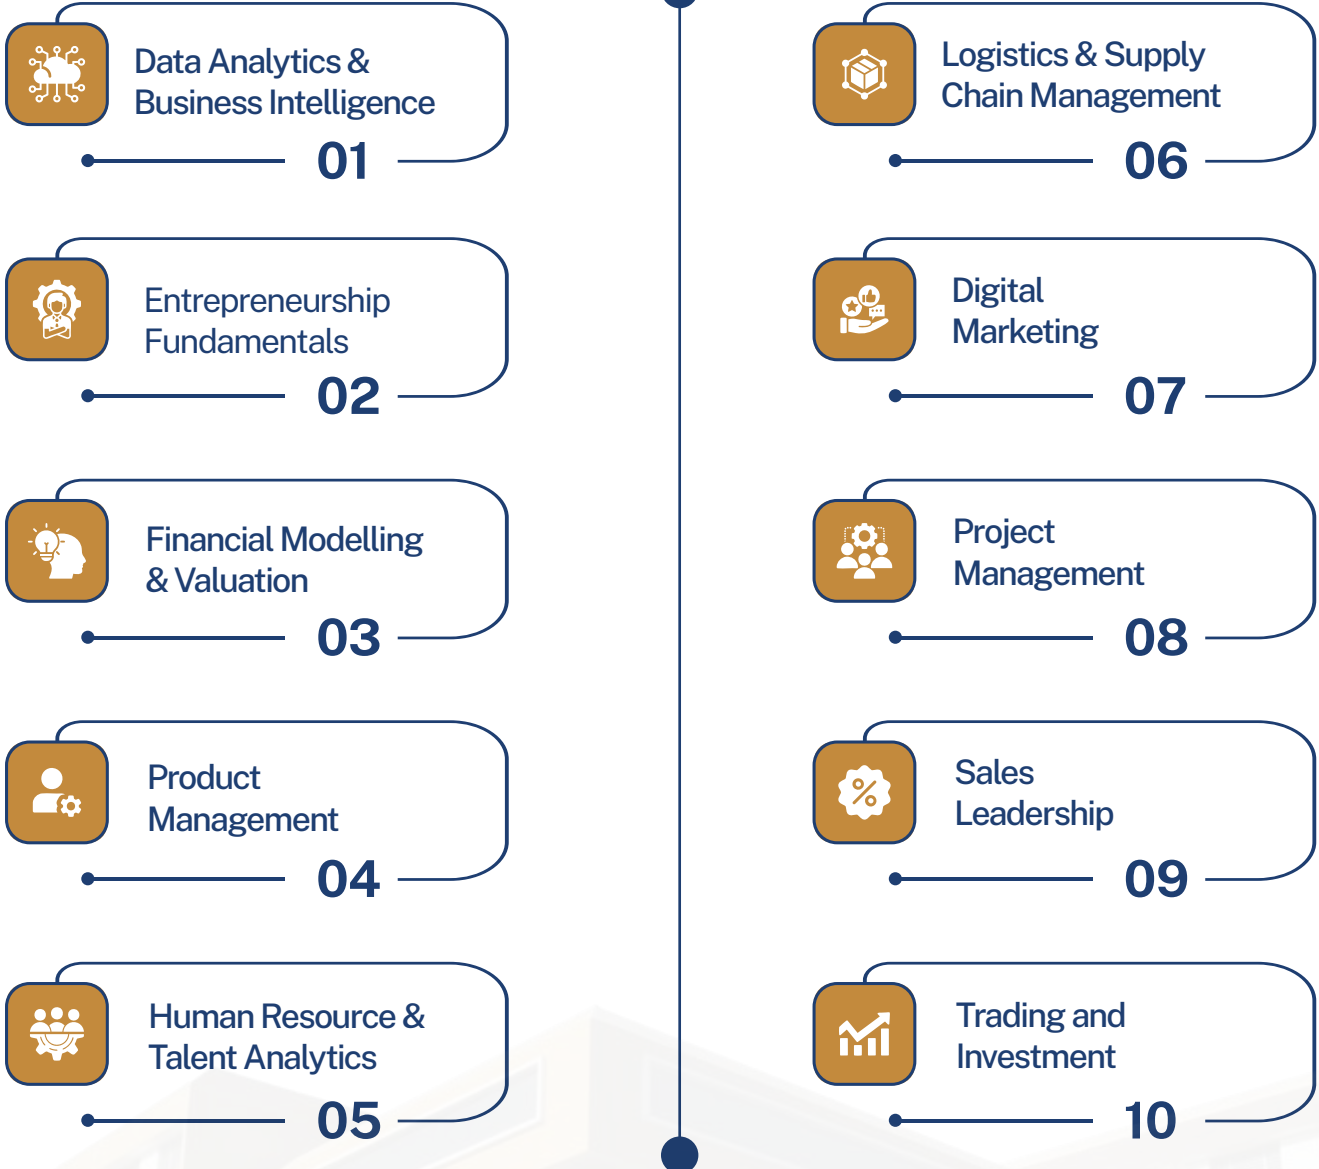 Data Analytics &
Business Intelligence
01
Entrepreneurship
Fundamentals
02
Financial Modelling
& Valuation
03
Product
Management
04
Human Resource &
Talent Analytics
05
Logistics & Supply
Chain Management
06
Digital
Marketing
07
Project
Management
08
Sales
Leadership
09
Trading and
Investment
10